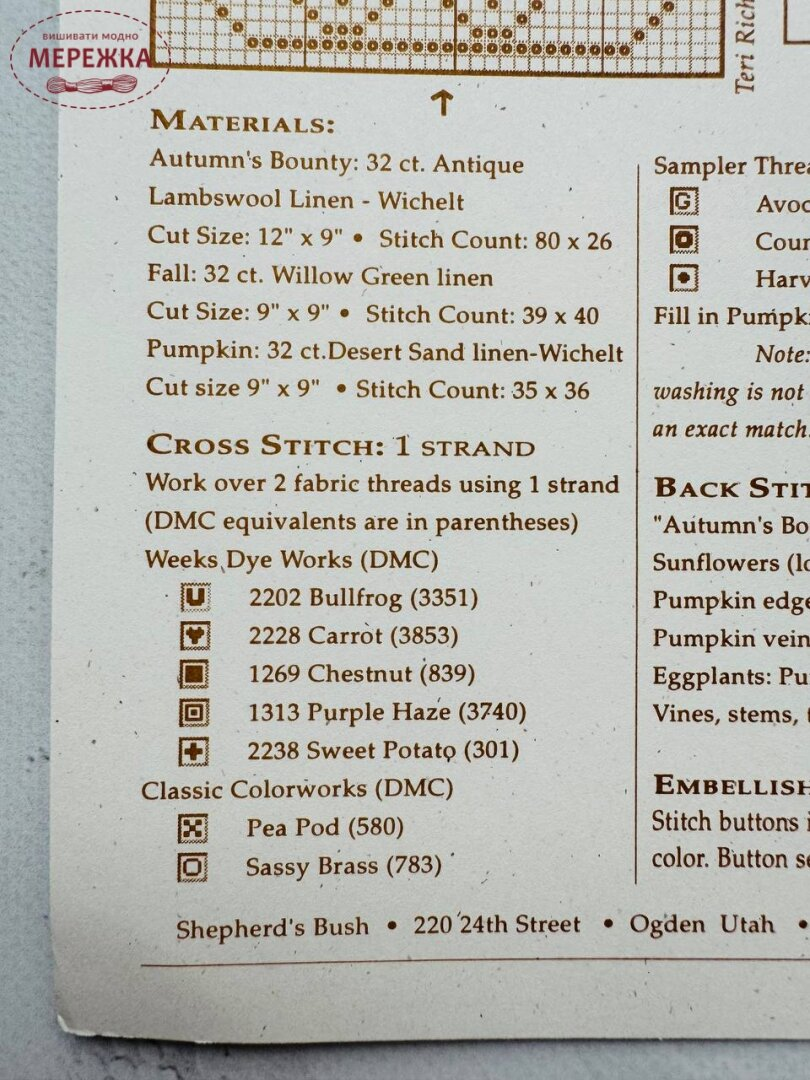 вишивати модно
МЕРЕЖКА
Teri Rich
MATERIALS:
Autumn's Bounty: 32 ct. Antique
Lambswool Linen - Wichelt
Cut Size: 12" x 9" • Stitch Count: 80 x 26
Fall: 32 ct. Willow Green linen
Cut Size: 9" x 9" • Stitch Count: 39 x 40
Pumpkin: 32 ct.Desert Sand linen-Wichelt
Cut size 9" x 9" • Stitch Count: 35 x 36
CROSS STITCH: 1 STRAND
Work over 2 fabric threads using 1 strand
(DMC equivalents are in parentheses)
Weeks Dye Works (DMC)
U 2202 Bullfrog (3351)
2228 Carrot (3853)
1269 Chestnut (839)
1313 Purple Haze (3740)
2238 Sweet Potato (301)
Classic Colorworks (DMC)
Pea Pod (580)
Sassy Brass (783)
Sampler Threa
G Avoc
Coun
Harv
Fill in Pumpki
Note:
washing is not
an exact match.
BACK STIT
"Autumn's Bo
Sunflowers (lo
Pumpkin edge
Pumpkin vein
Eggplants: Pu
Vines, stems,
EMBELLISH
Stitch buttons i
color. Button se
Shepherd's Bush • 220 24th Street • Ogden Utah •